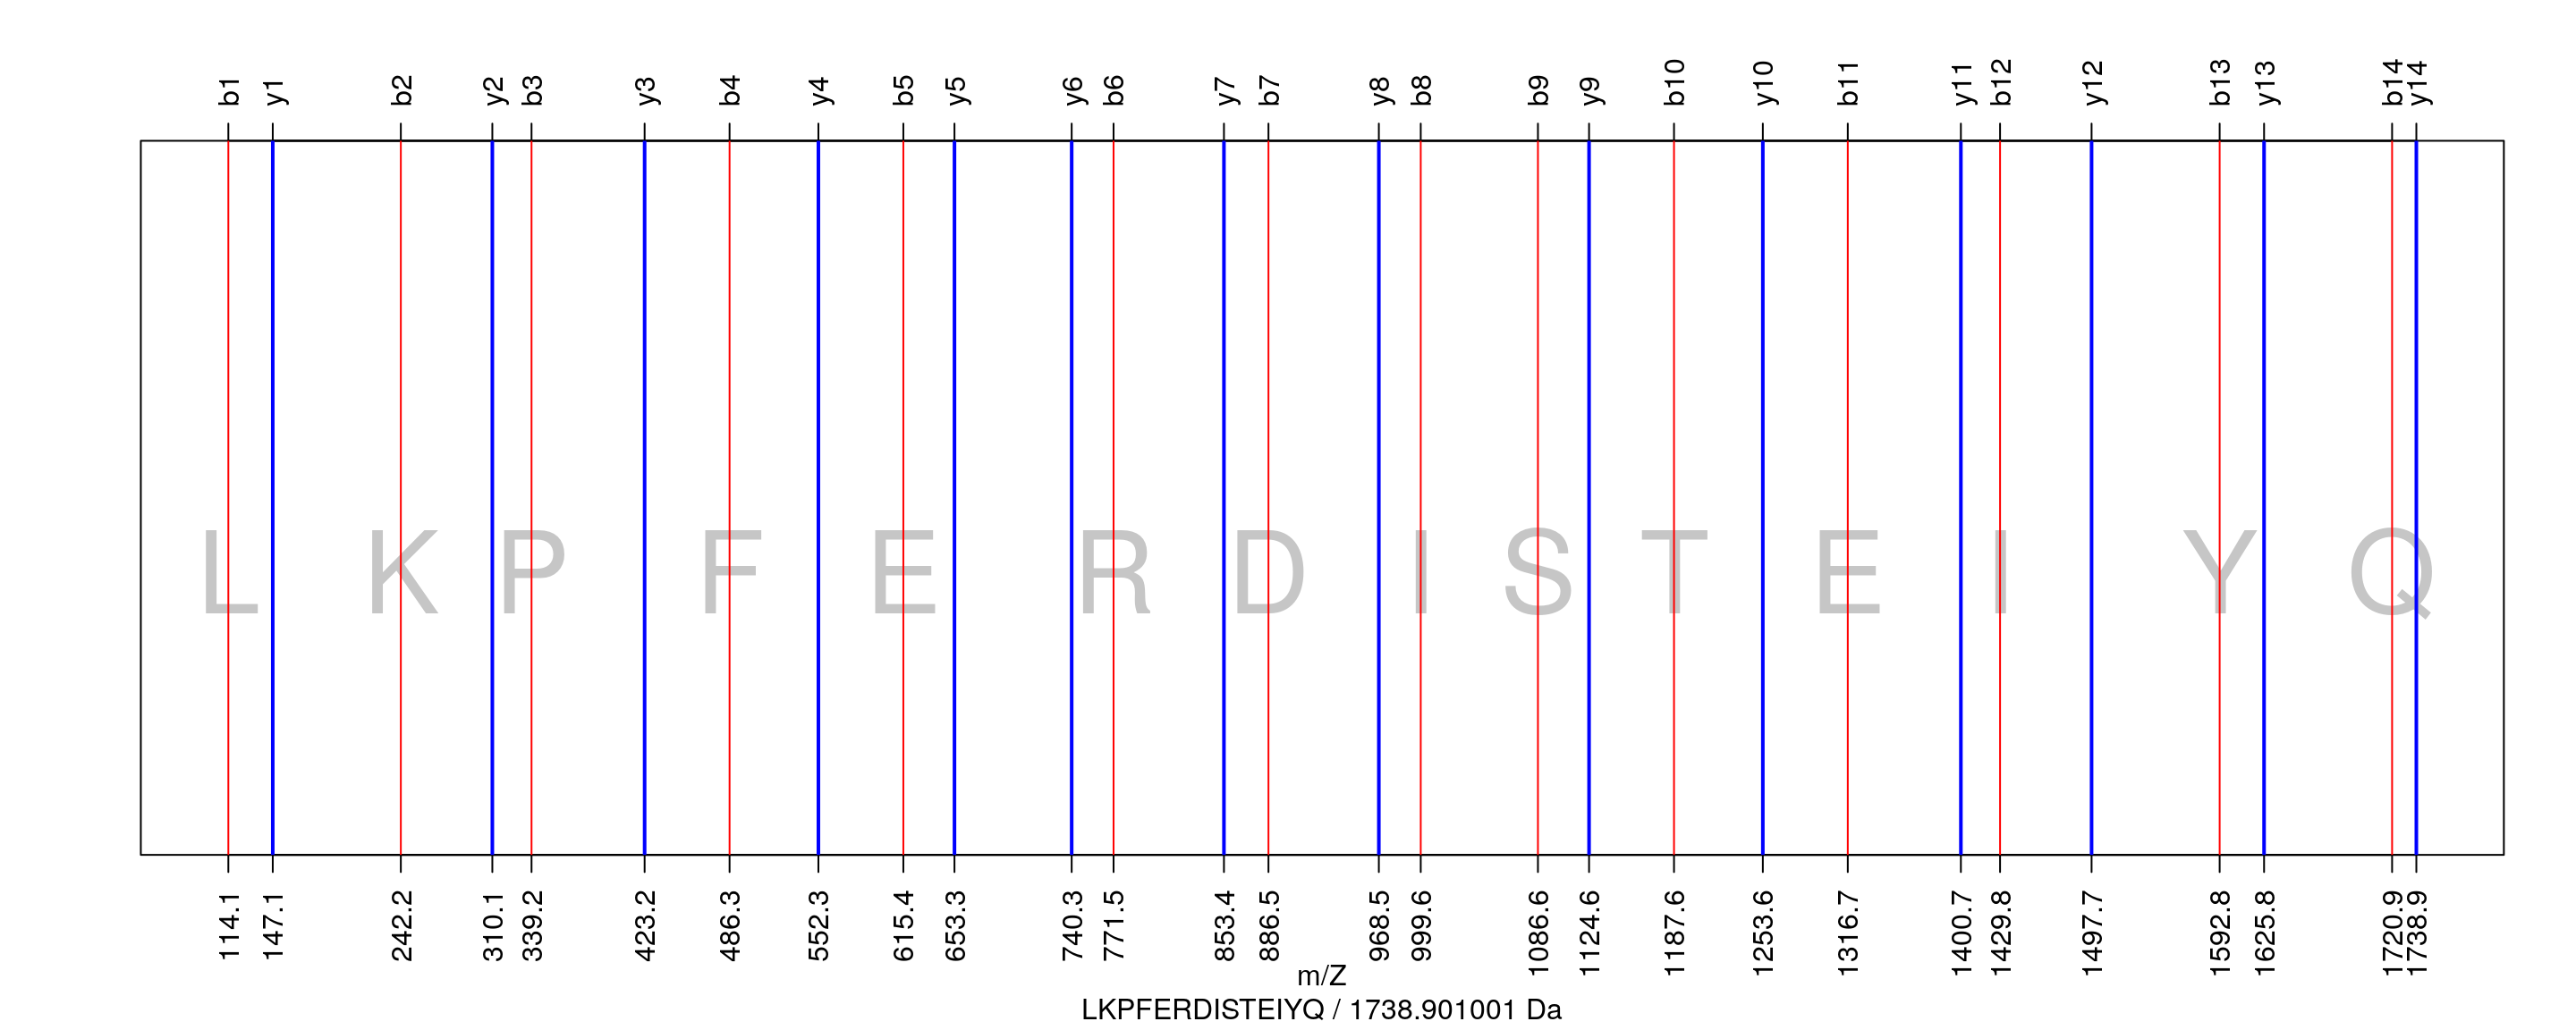 b1 y1 b2 y2 b3 y3 b4 y4 b5 y5 y6 b6 y7 b7 y8 b8 b9 y9 b10 y10 b11 y11 b12 y12 b13 y13 b14 y14
L K P F E R D I S T E I Y Q
114.1 147.1 242.2 310.1 339.2 423.2 486.3 552.3 615.4 653.3 740.3 771.5 853.4 886.5 968.5 999.6 1086.6 1124.6 1187.6 1253.6 1316.7 1400.7 1429.8 1497.7 1592.8 1625.8 1720.9 1738.9
m/Z
LKPFERDISTEIYQ / 1738.901001 Da